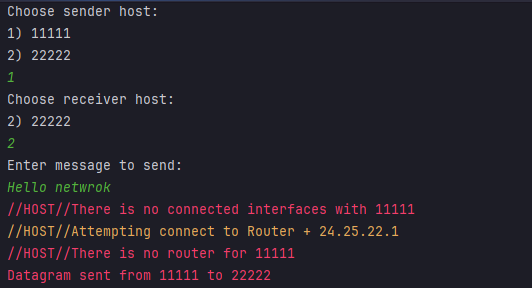 Choose sender host:
1) 11111
2) 22222
1
Choose receiver host:
2) 22222
2
Enter message to send:
Hello netwrok
//HOST//There is no connected interfaces with 11111
//HOST//Attempting connect to Router + 24.25.22.1
//HOST//There is no router for 11111
Datagram sent from 11111 to 22222